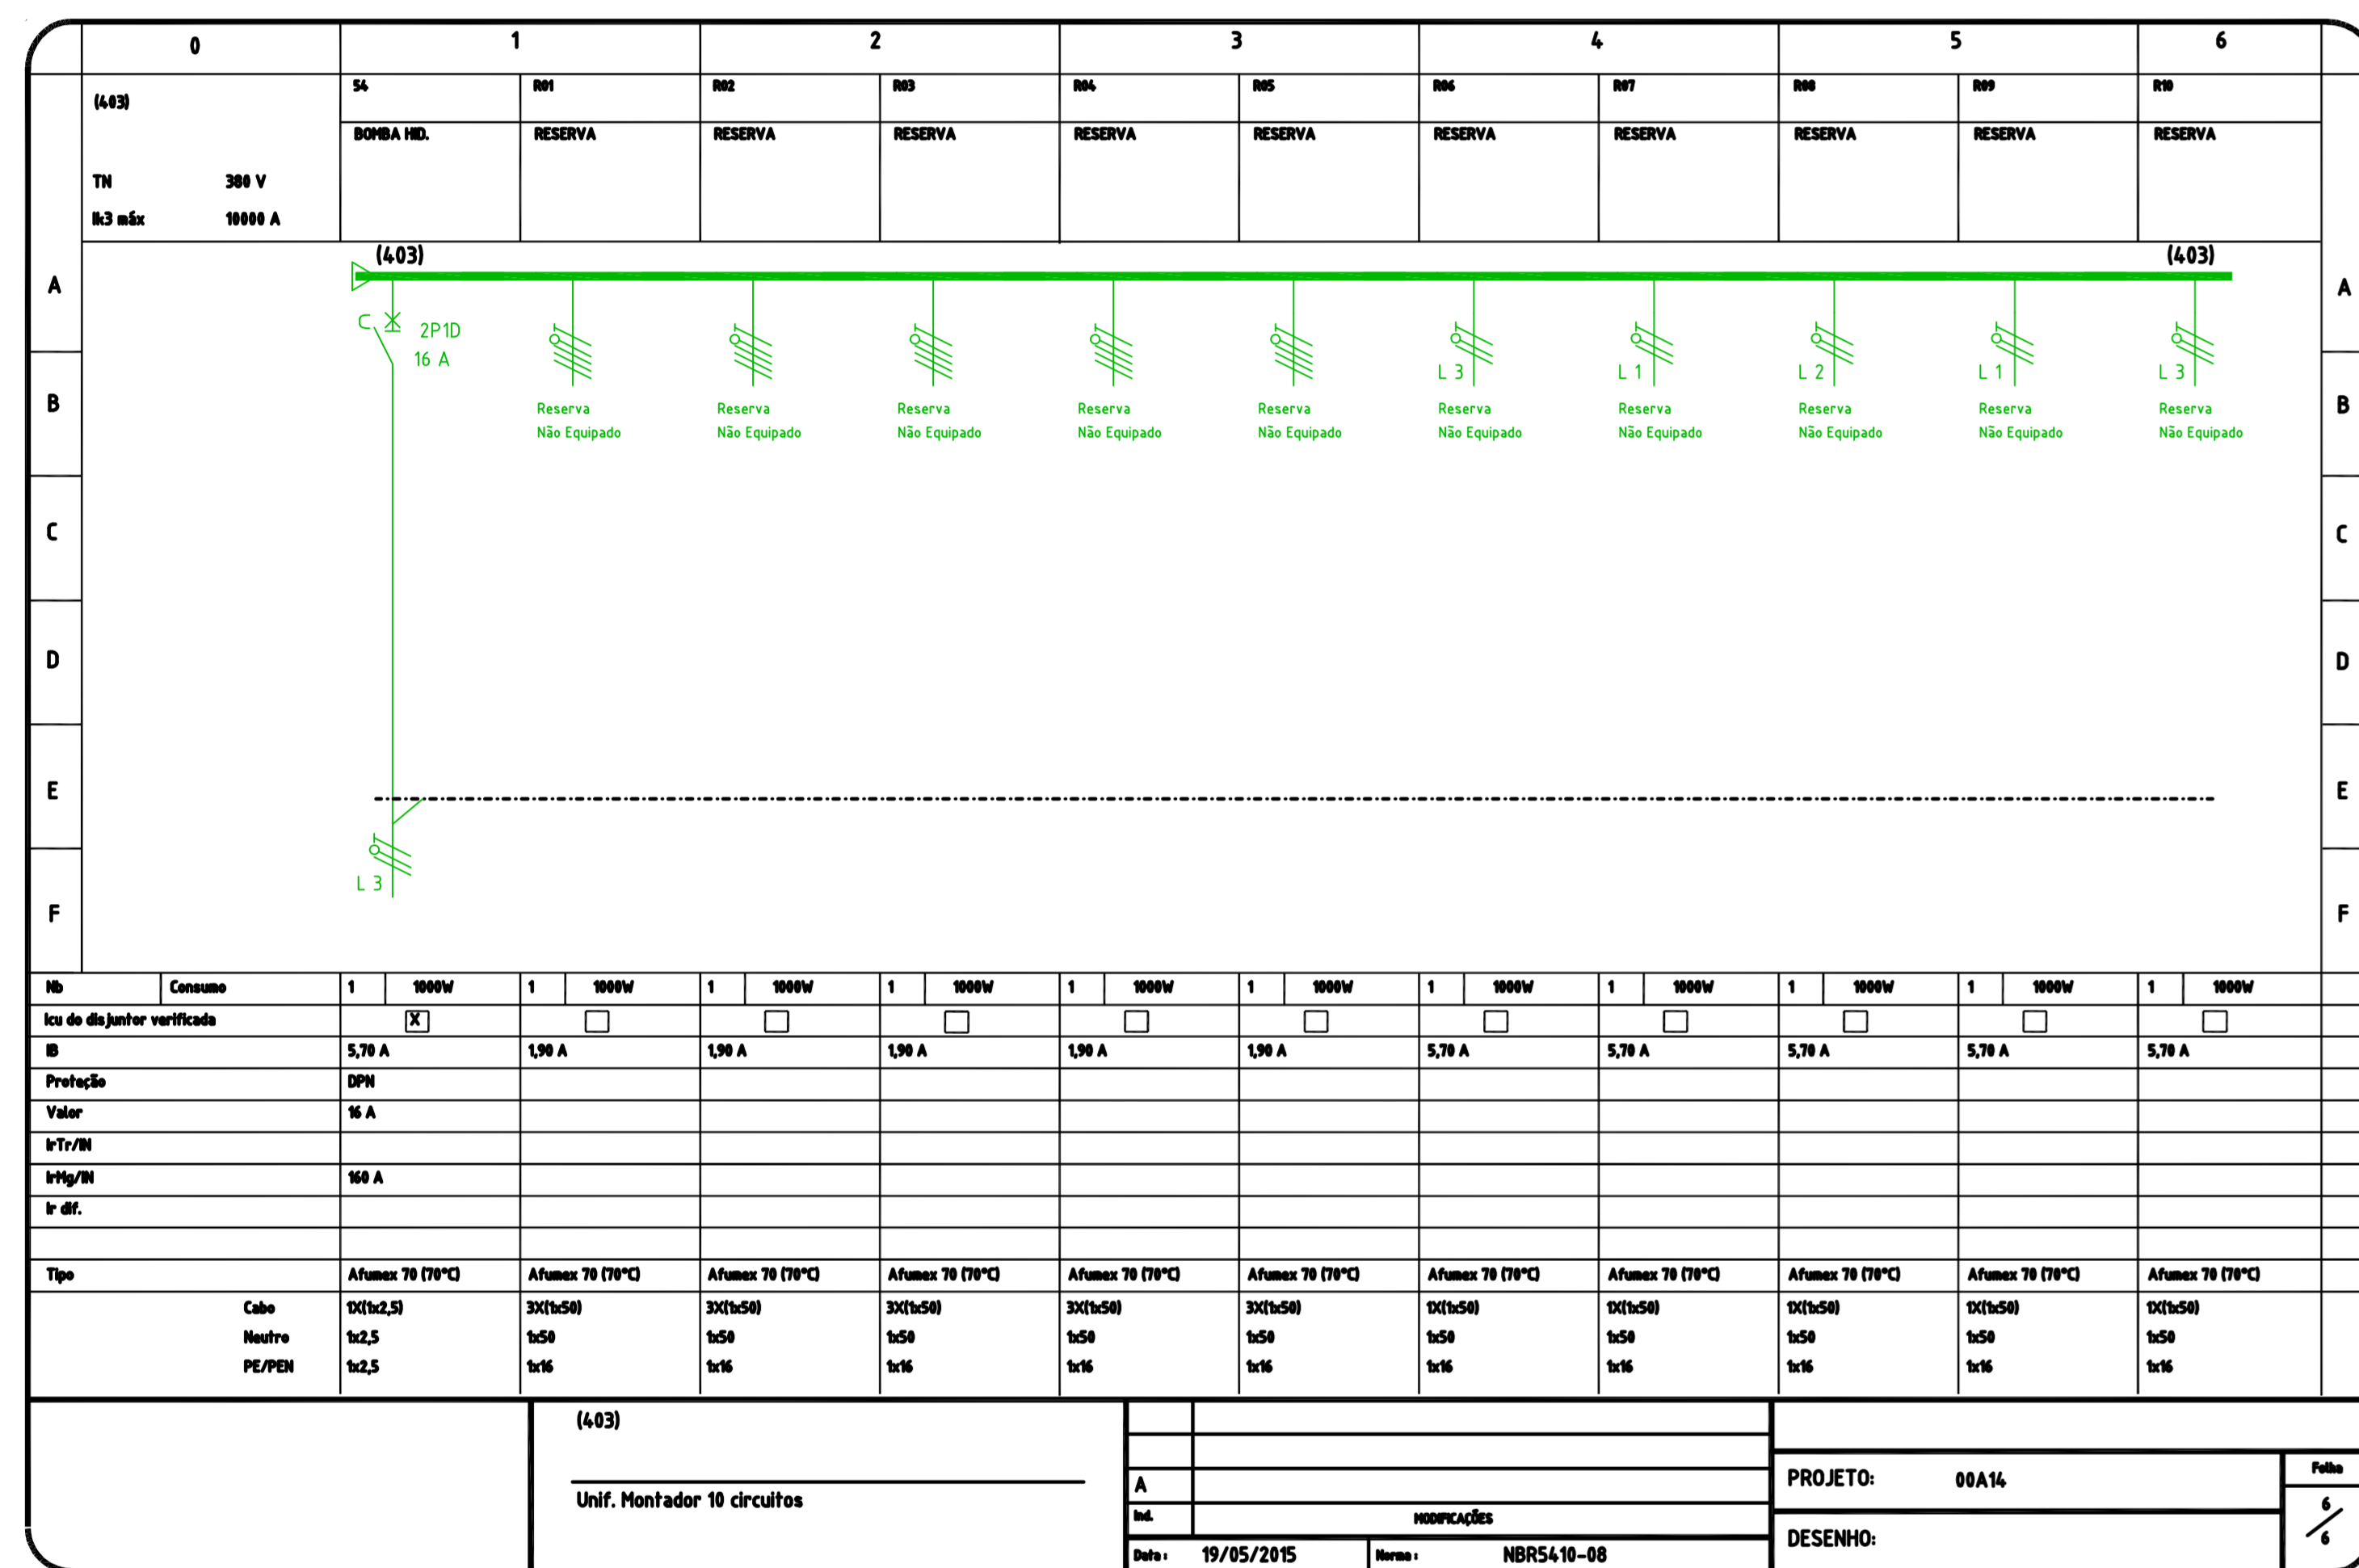 0 1 2 3 4 5 6
(403) 54 R01 R02 R03 R04 R05 R06 R07 R08 R09 R10
BOMBA HID. RESERVA RESERVA RESERVA RESERVA RESERVA RESERVA RESERVA RESERVA RESERVA RESERVA
TN 380 V
Ik3 máx 10000 A
(403) (403)
A A
C 2P1D
16 A
L 3 L 1 L 2 L 1 L 3
B B
Reserva Reserva Reserva Reserva Reserva Reserva Reserva Reserva Reserva Reserva
Não Equipado Não Equipado Não Equipado Não Equipado Não Equipado Não Equipado Não Equipado Não Equipado Não Equipado Não Equipado
C C
D D
E E
L 3
F F
Nb Consumo 1 1000W 1 1000W 1 1000W 1 1000W 1 1000W 1 1000W 1 1000W 1 1000W 1 1000W 1 1000W 1 1000W
Icu do disjuntor verificada X
IB 5,70 A 1,90 A 1,90 A 1,90 A 1,90 A 1,90 A 5,70 A 5,70 A 5,70 A 5,70 A 5,70 A
Proteção DPN
Valor 16 A
IrTr/IN
IrMg/IN 160 A
Ir dif.
Tipo Afumex 70 (70°C) Afumex 70 (70°C) Afumex 70 (70°C) Afumex 70 (70°C) Afumex 70 (70°C) Afumex 70 (70°C) Afumex 70 (70°C) Afumex 70 (70°C) Afumex 70 (70°C) Afumex 70 (70°C) Afumex 70 (70°C)
Cabo 1X(1x2,5) 3X(1x50) 3X(1x50) 3X(1x50) 3X(1x50) 3X(1x50) 1X(1x50) 1X(1x50) 1X(1x50) 1X(1x50) 1X(1x50)
Neutro 1x2,5 1x50 1x50 1x50 1x50 1x50 1x50 1x50 1x50 1x50 1x50
PE/PEN 1x2,5 1x16 1x16 1x16 1x16 1x16 1x16 1x16 1x16 1x16 1x16
(403)
Unif. Montador 10 circuitos
A
Ind. MODIFICAÇÕES
Data : 19/05/2015 Norma : NBR5410-08
PROJETO: 00A14
DESENHO:
Folha
6/6